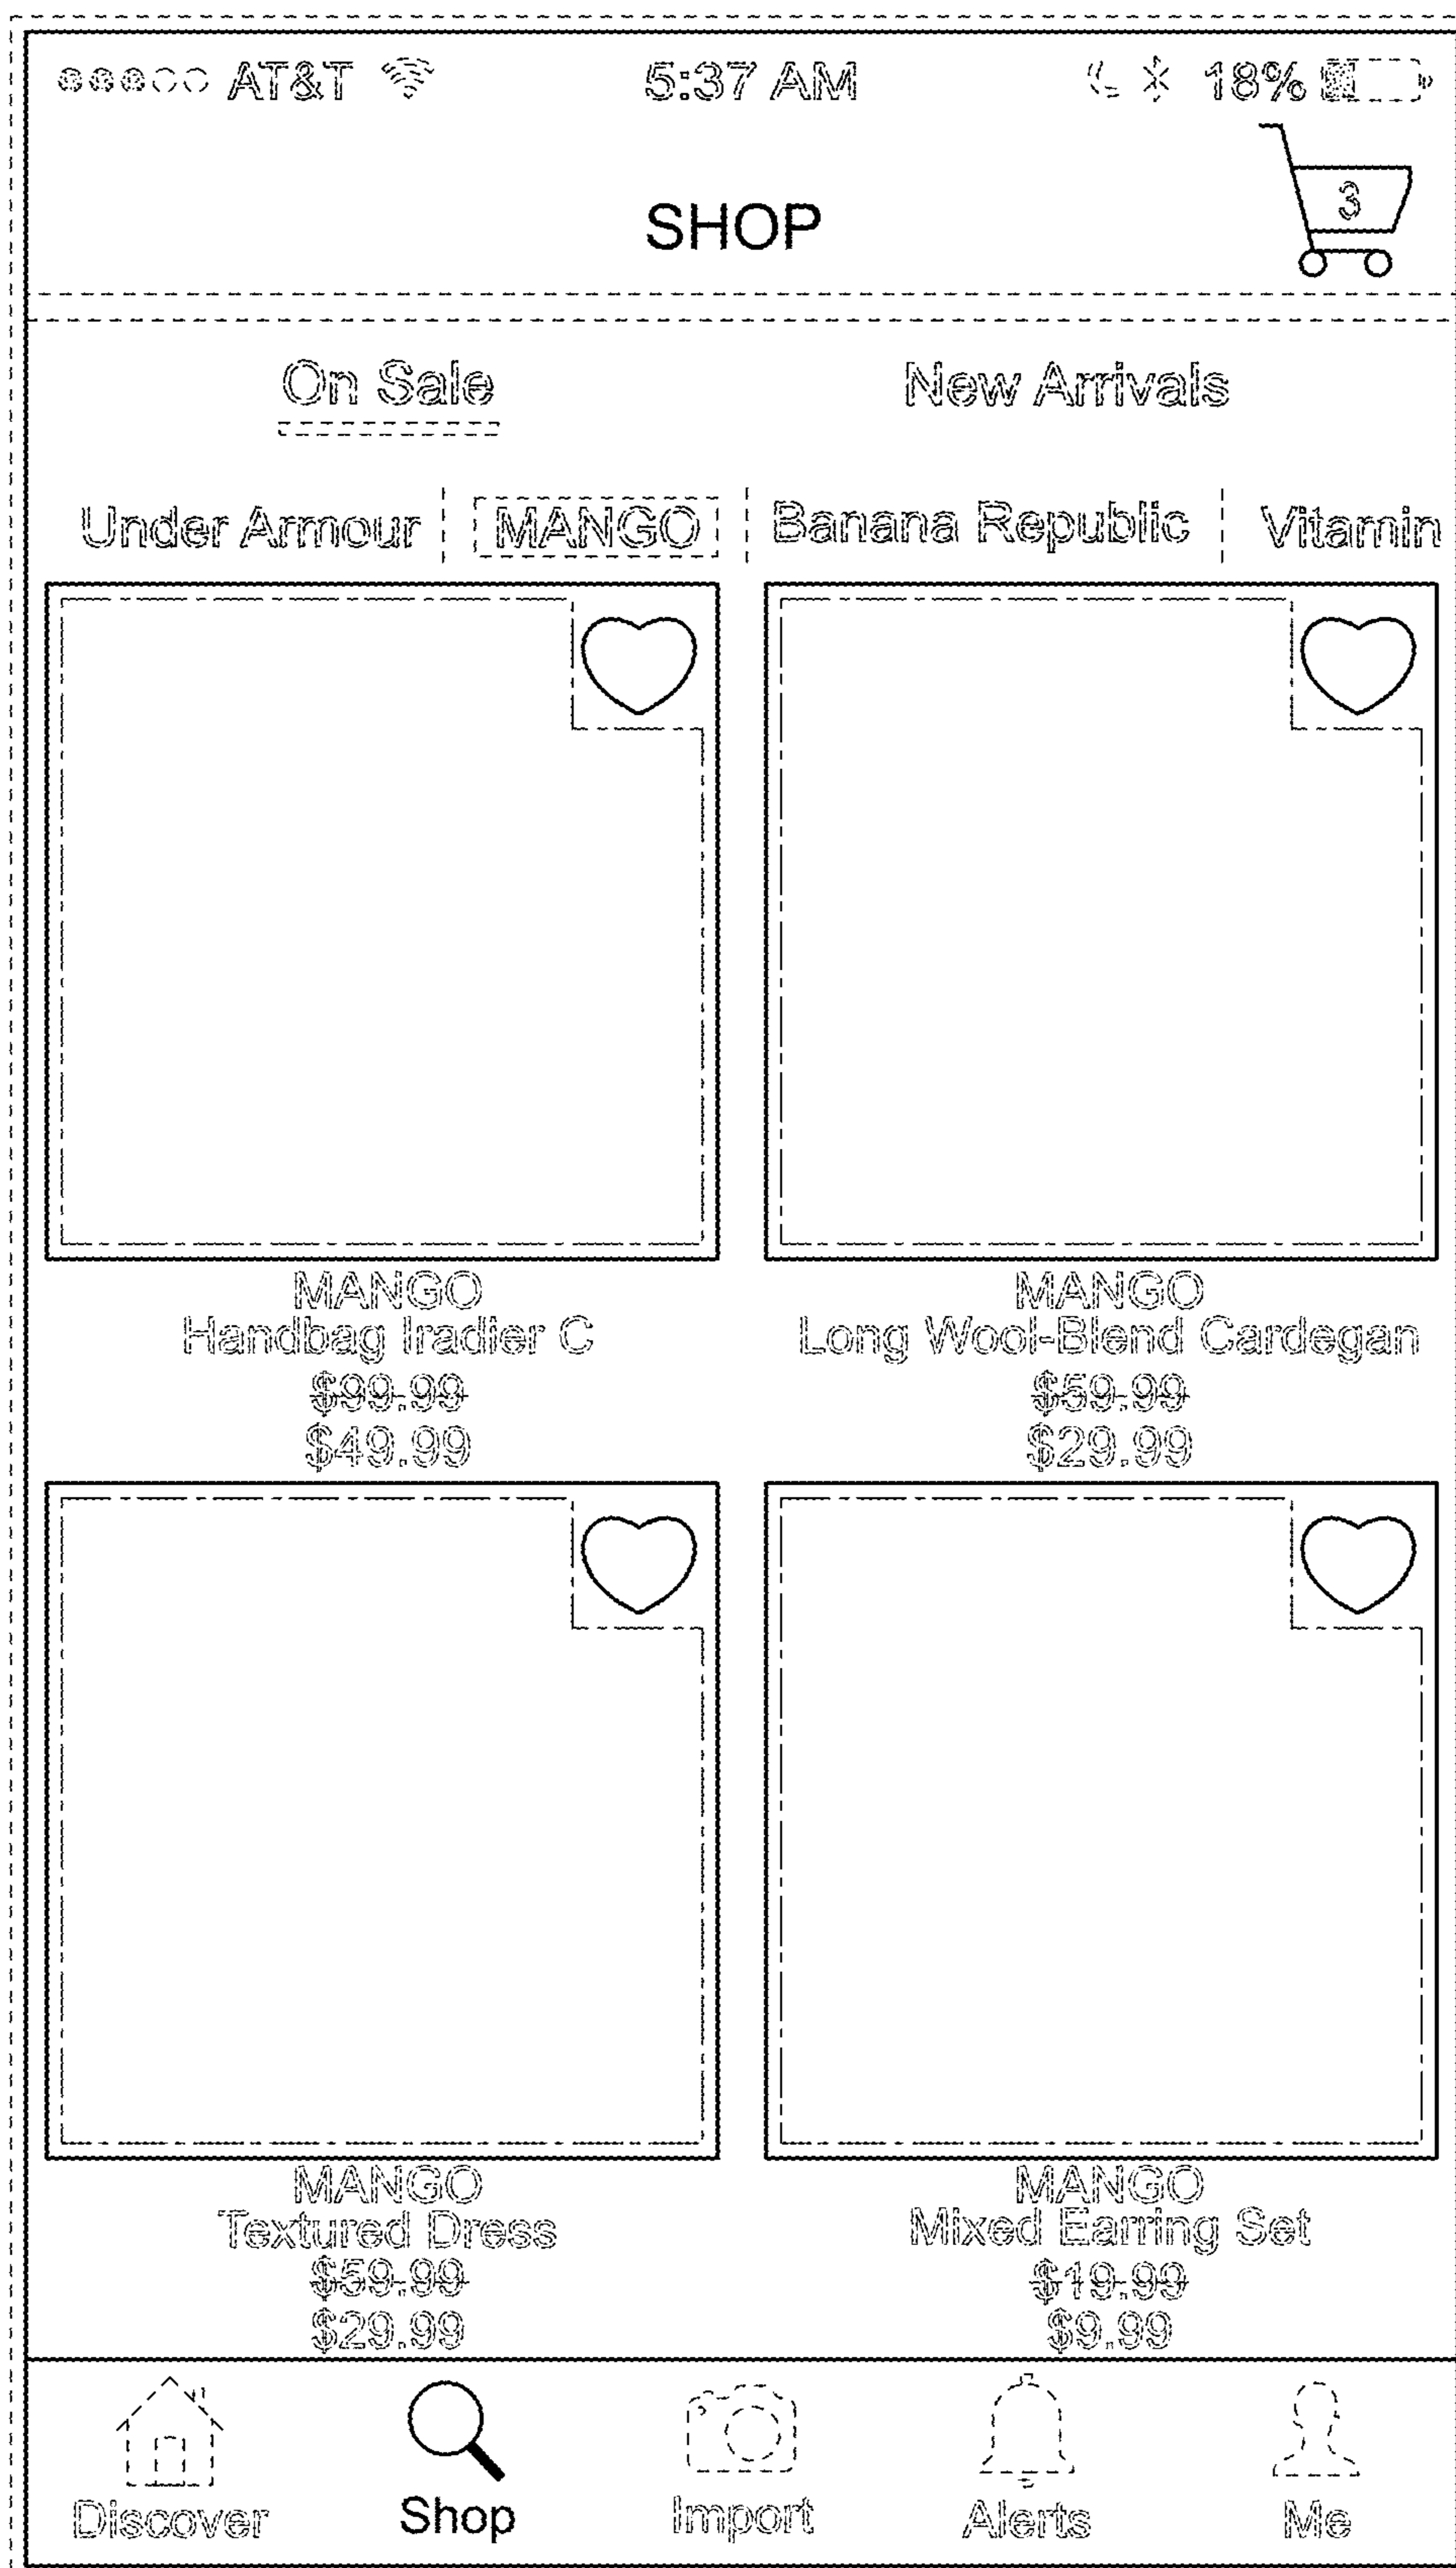 AT&T 5:37 AM 18%
3
SHOP
On Sale New Arrivals
Under Armour MANGO Banana Republic Vitamin
MANGO MANGO
Handbag Iradier C Long Wool-Blend Cardegan
$99.99 $59.99
$49.99 $29.99
MANGO MANGO
Textured Dress Mixed Earring Set
$59.99 $19.99
$29.99 $9.99
Discover Shop Import Alerts Me